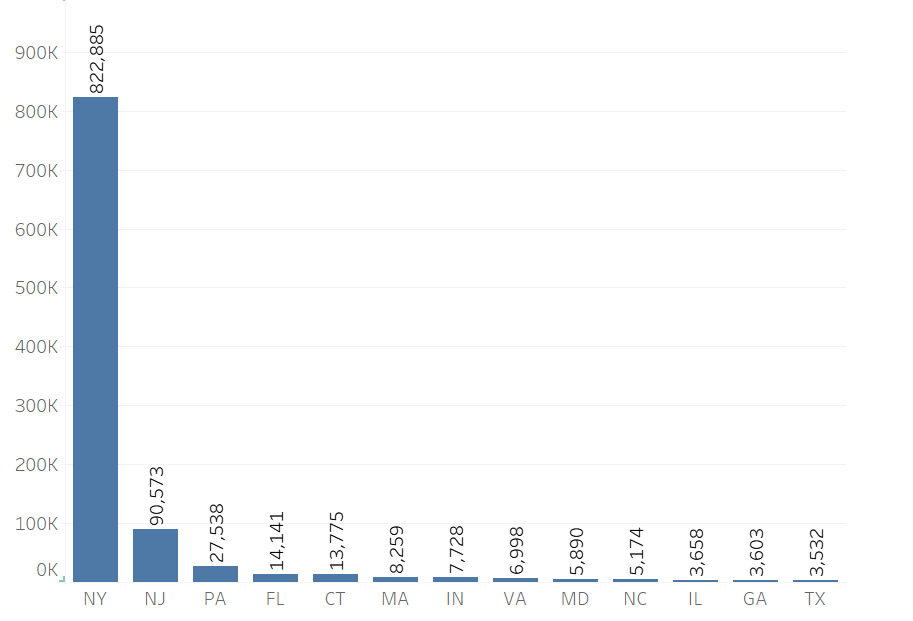 900K
800K
700K
600K
500K
400K
300K
200K
100K
0K
822,885
90,573
27,538
14,141
13,775
8,259
7,728
6,998
5,890
5,174
3,658
3,603
3,532
NY NJ PA FL CT MA IN VA MD NC IL GA TX